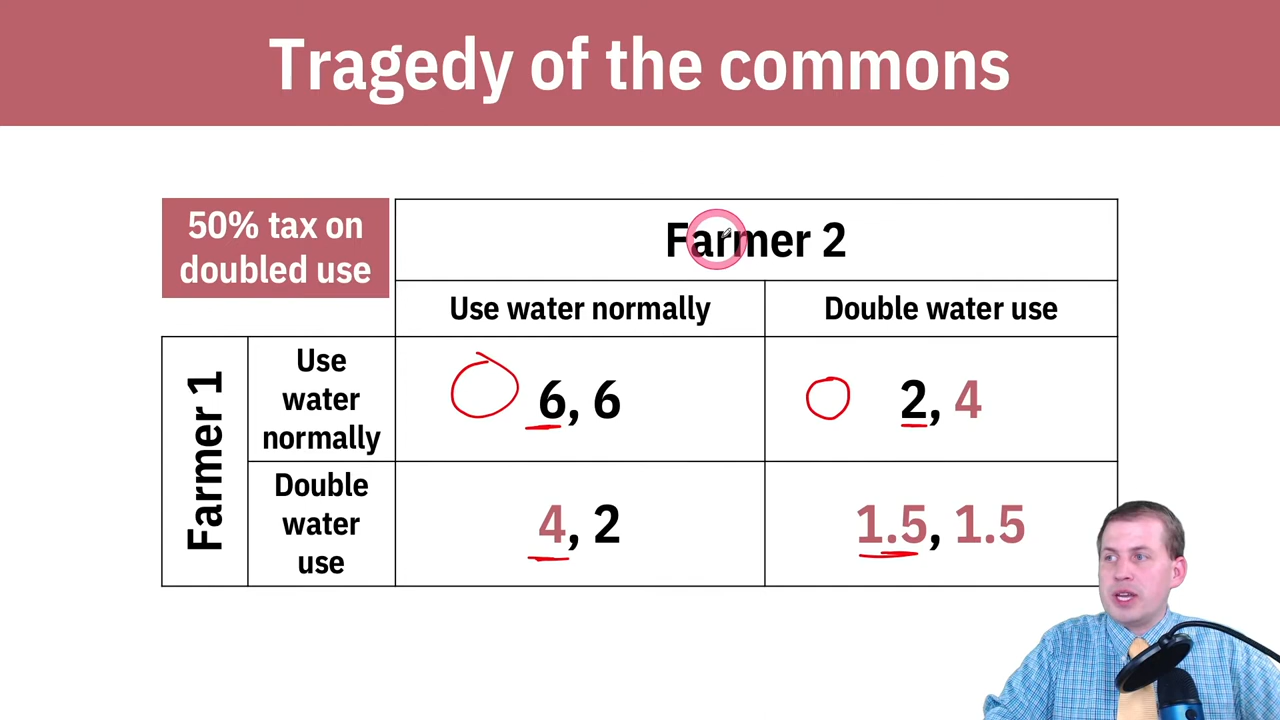 Tragedy of the commons
50% tax on
doubled use
Farmer 2
Use water normally
Double water use
Farmer 1
Use
water
normally
6, 6
2, 4
Double
water
use
4, 2
1.5, 1.5